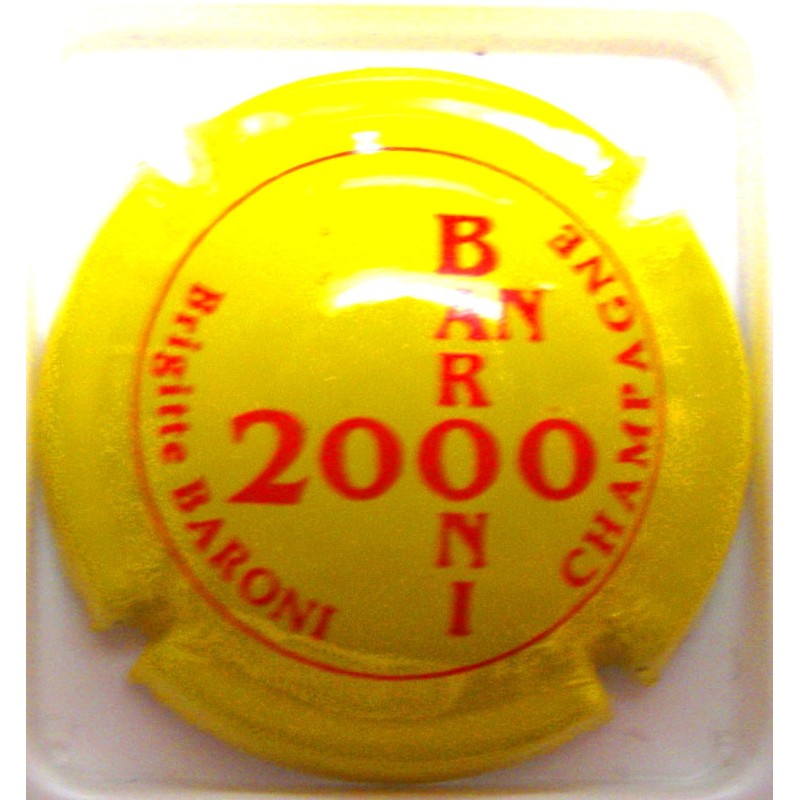 BARONI
AN
2000
Brigitte BARONI
CHAMPAGNE